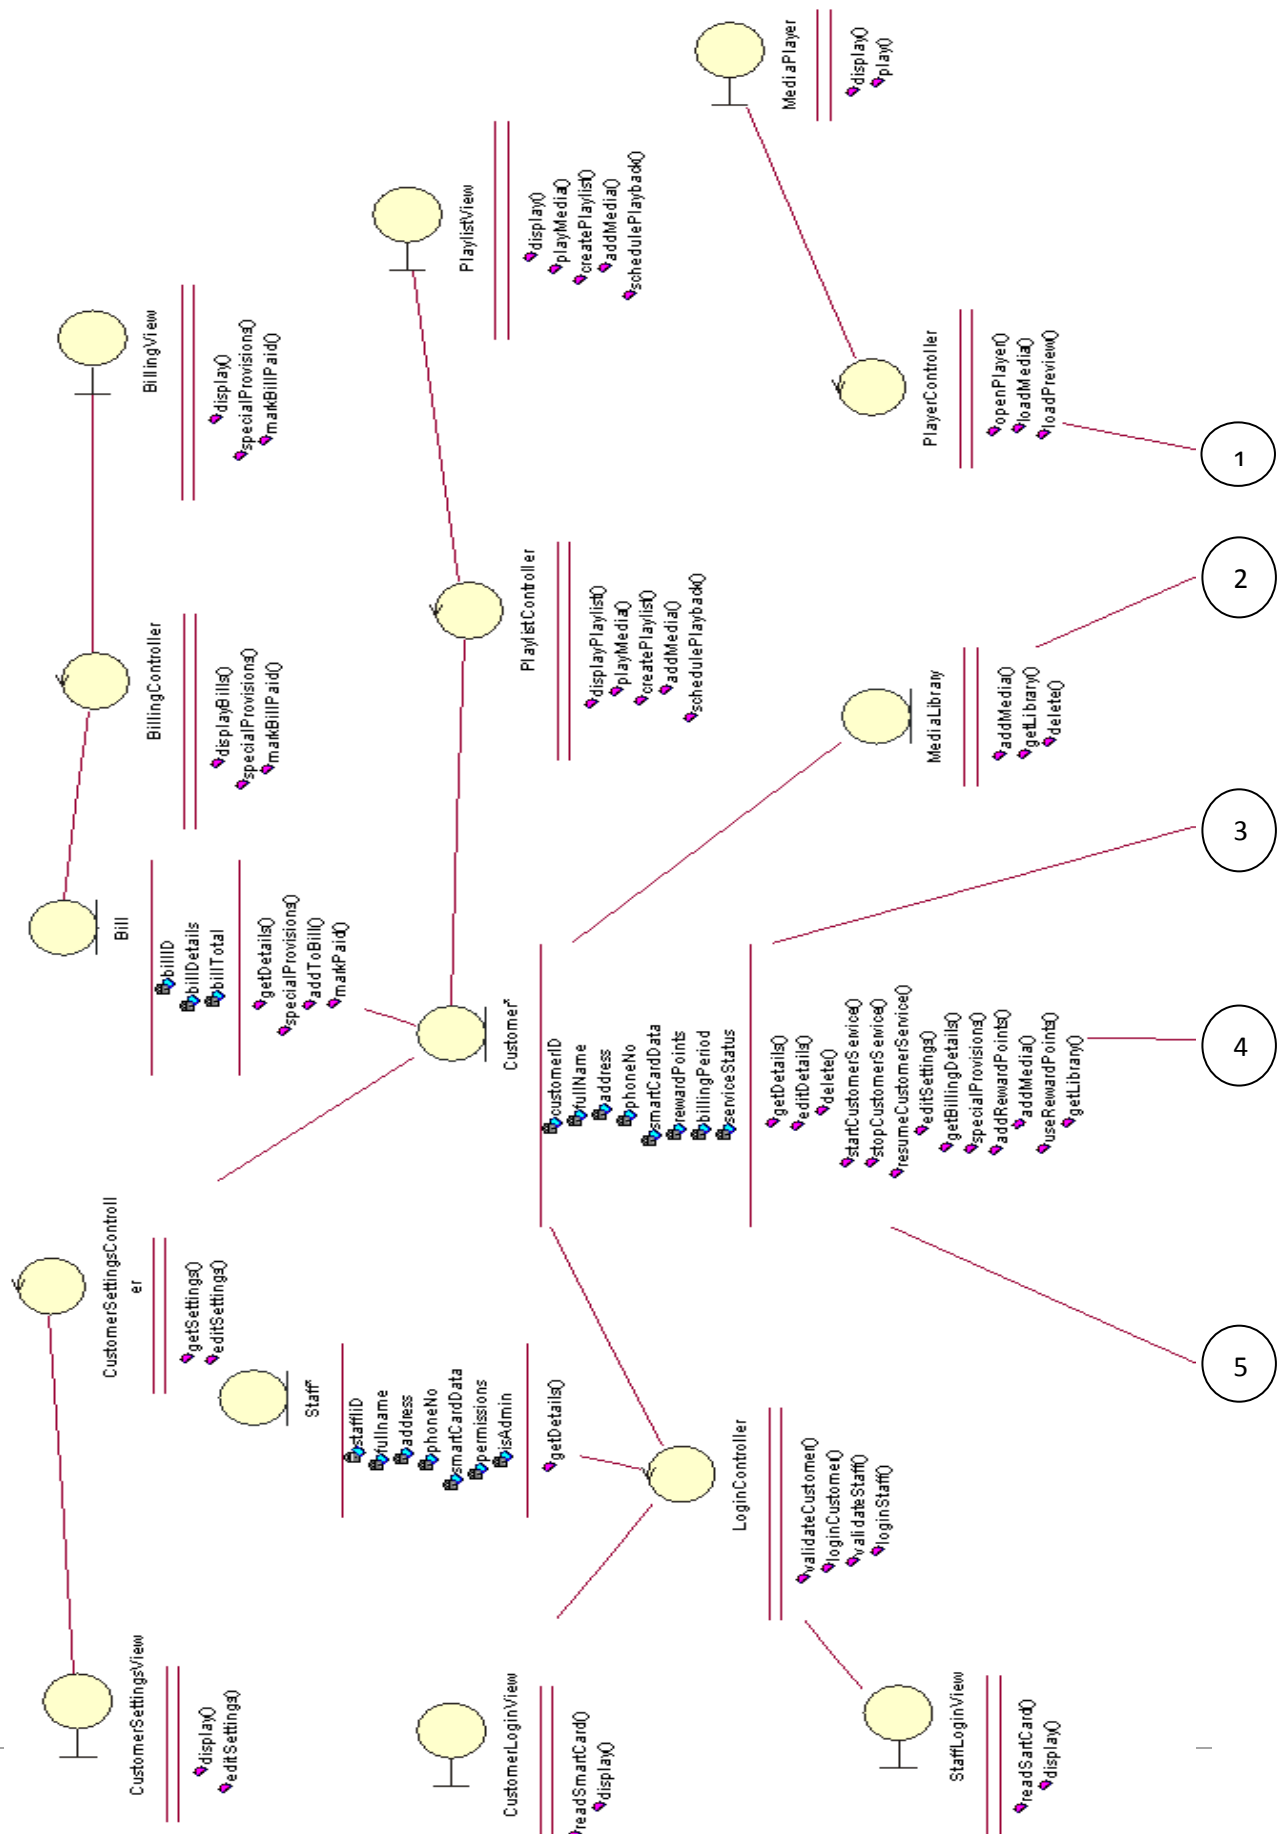 CustomerSettingsView
display()
editSettings()
CustomerSettingsControll
er
getSettings()
editSettings()
Bill
billID
billDetails
billTotal
getDetails()
specialProvisions()
addToBill()
markPaid()
BillingController
displayBills()
specialProvisions()
markBillPaid()
BillingView
display()
specialProvisions()
markBillPaid()
Staff*
staffID
fullname
address
phoneNo
smartCardData
permissions
isAdmin
getDetails()
Customer*
customerID
fullName
address
phoneNo
smartCardData
rewardPoints
billingPeriod
serviceStatus
getDetails()
editDetails()
delete()
startCustomerService()
stopCustomerService()
resumeCustomerService()
editSettings()
getBillingDetails()
specialProvisions()
addRewardPoints()
addMedia()
useRewardPoints()
getLibrary()
PlaylistController
displayPlaylist()
playMedia()
createPlaylist()
addMedia()
schedulePlayback()
PlaylistView
display()
playMedia()
createPlaylist()
addMedia()
schedulePlayback()
CustomerLoginView
readSmartCard()
display()
LoginController
validateCustomer()
loginCustomer()
validateStaff()
loginStaff()
StaffLoginView
readSartCard()
display()
MediaLibrary
addMedia()
getLibrary()
delete()
PlayerController
openPlayer()
loadMedia()
loadPreview()
MediaPlayer
display()
play()
1
2
3
4
5